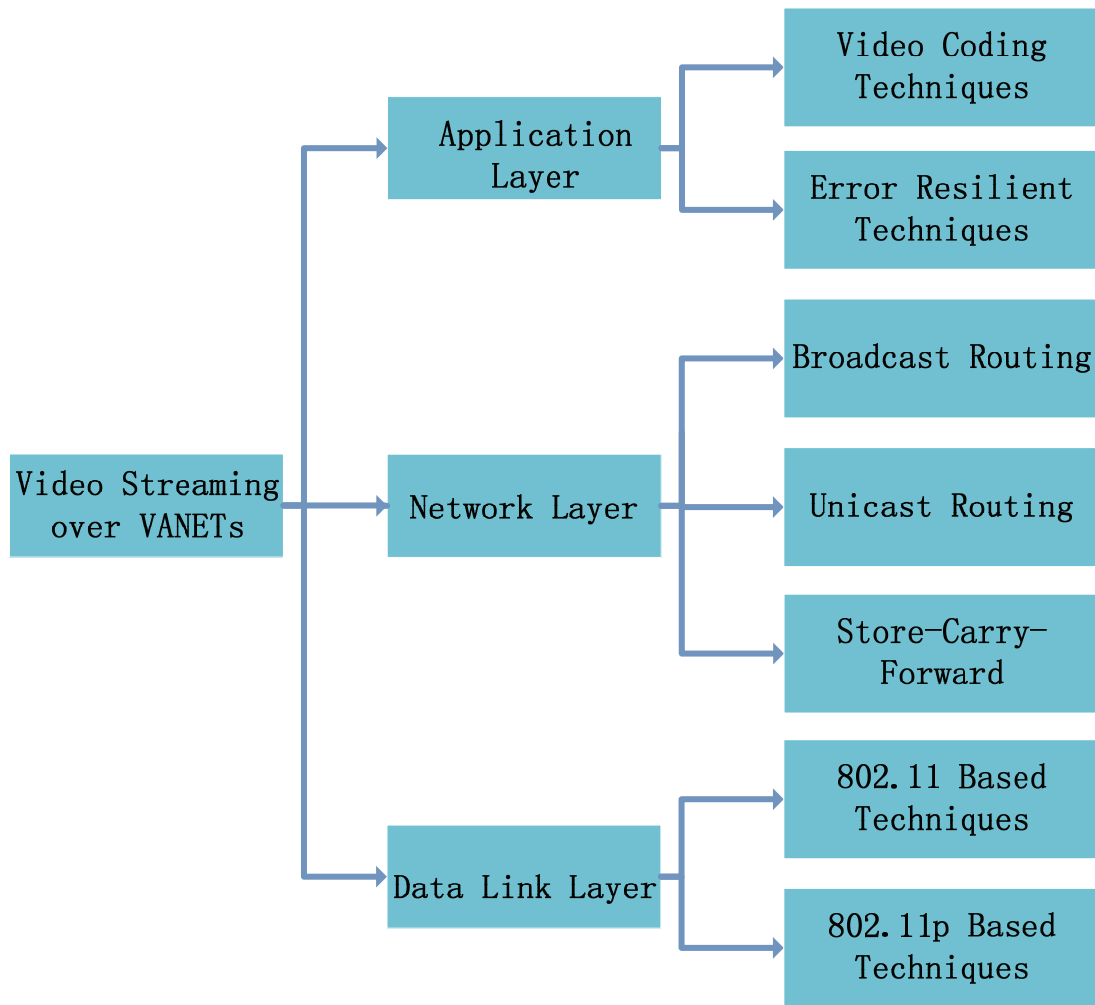 Video Streaming
over VANETs
Application
Layer
Network Layer
Data Link Layer
Video Coding
Techniques
Error Resilient
Techniques
Broadcast Routing
Unicast Routing
Store-Carry-
Forward
802.11 Based
Techniques
802.11p Based
Techniques